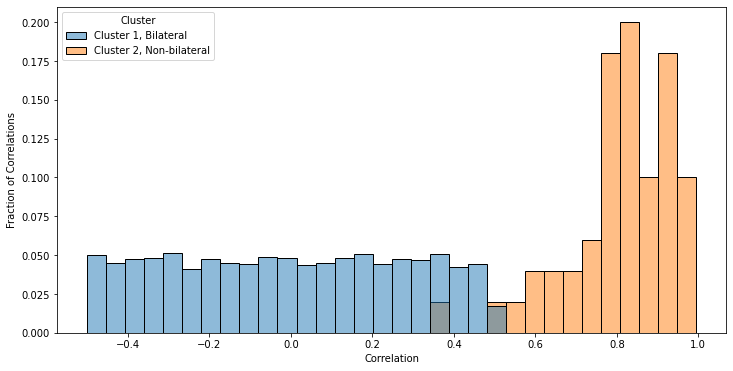 Cluster
Cluster 1, Bilateral
Cluster 2, Non-bilateral
Fraction of Correlations
0.200
0.175
0.150
0.125
0.100
0.075
0.050
0.025
0.000
−0.4 −0.2 0.0 0.2 0.4 0.6 0.8 1.0
Correlation